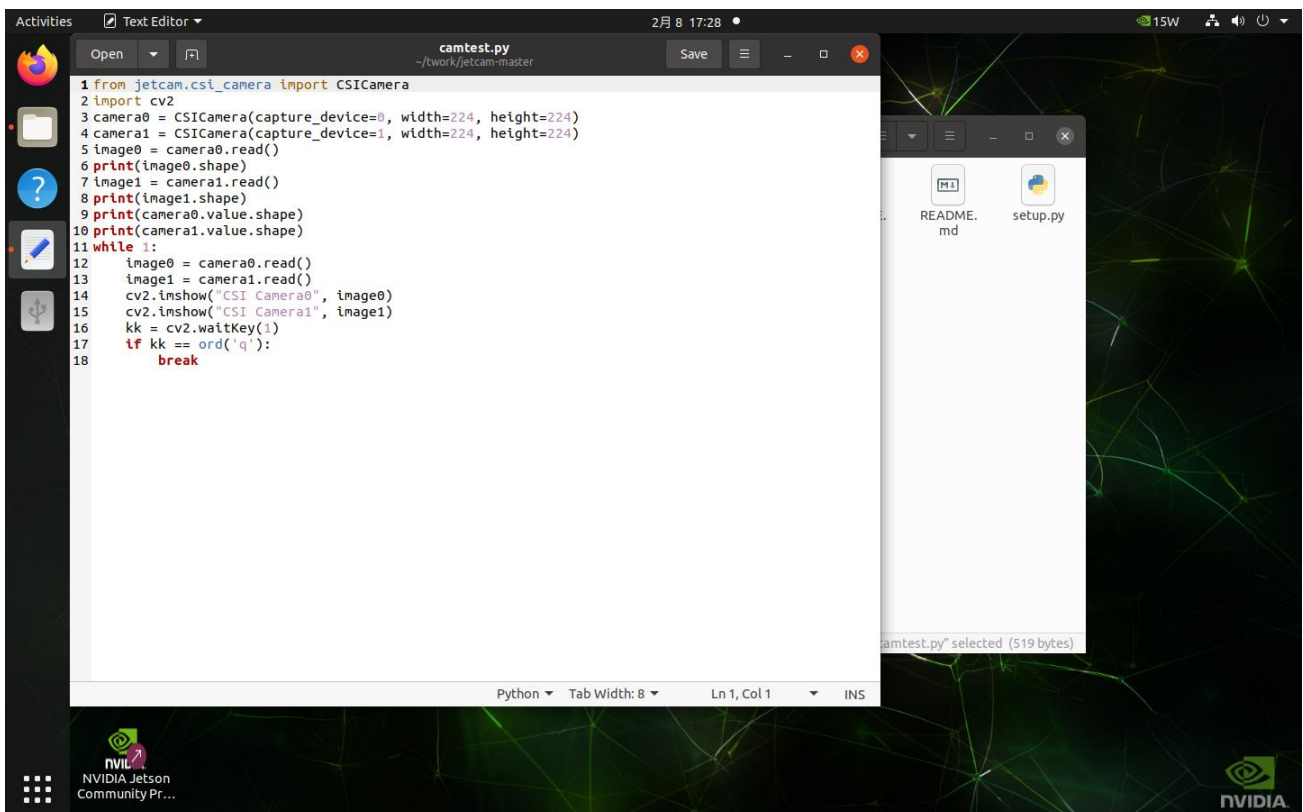 Activities
Text Editor
2月 8 17:28
15W
Open
camtest.py
~/twork/jetcam-master
Save
1 from jetcam.csi_camera import CSICamera
2 import cv2
3 camera0 = CSICamera(capture_device=0, width=224, height=224)
4 camera1 = CSICamera(capture_device=1, width=224, height=224)
5 image0 = camera0.read()
6 print(image0.shape)
7 image1 = camera1.read()
8 print(image1.shape)
9 print(camera0.value.shape)
10 print(camera1.value.shape)
11 while 1:
12     image0 = camera0.read()
13     image1 = camera1.read()
14     cv2.imshow("CSI Camera0", image0)
15     cv2.imshow("CSI Camera1", image1)
16     kk = cv2.waitKey(1)
17     if kk == ord('q'):
18         break
README.
md
setup.py
amtest.py" selected (519 bytes)
Python
Tab Width: 8
Ln 1, Col 1
INS
NVIDIA Jetson
Community Pr...
NVIDIA.